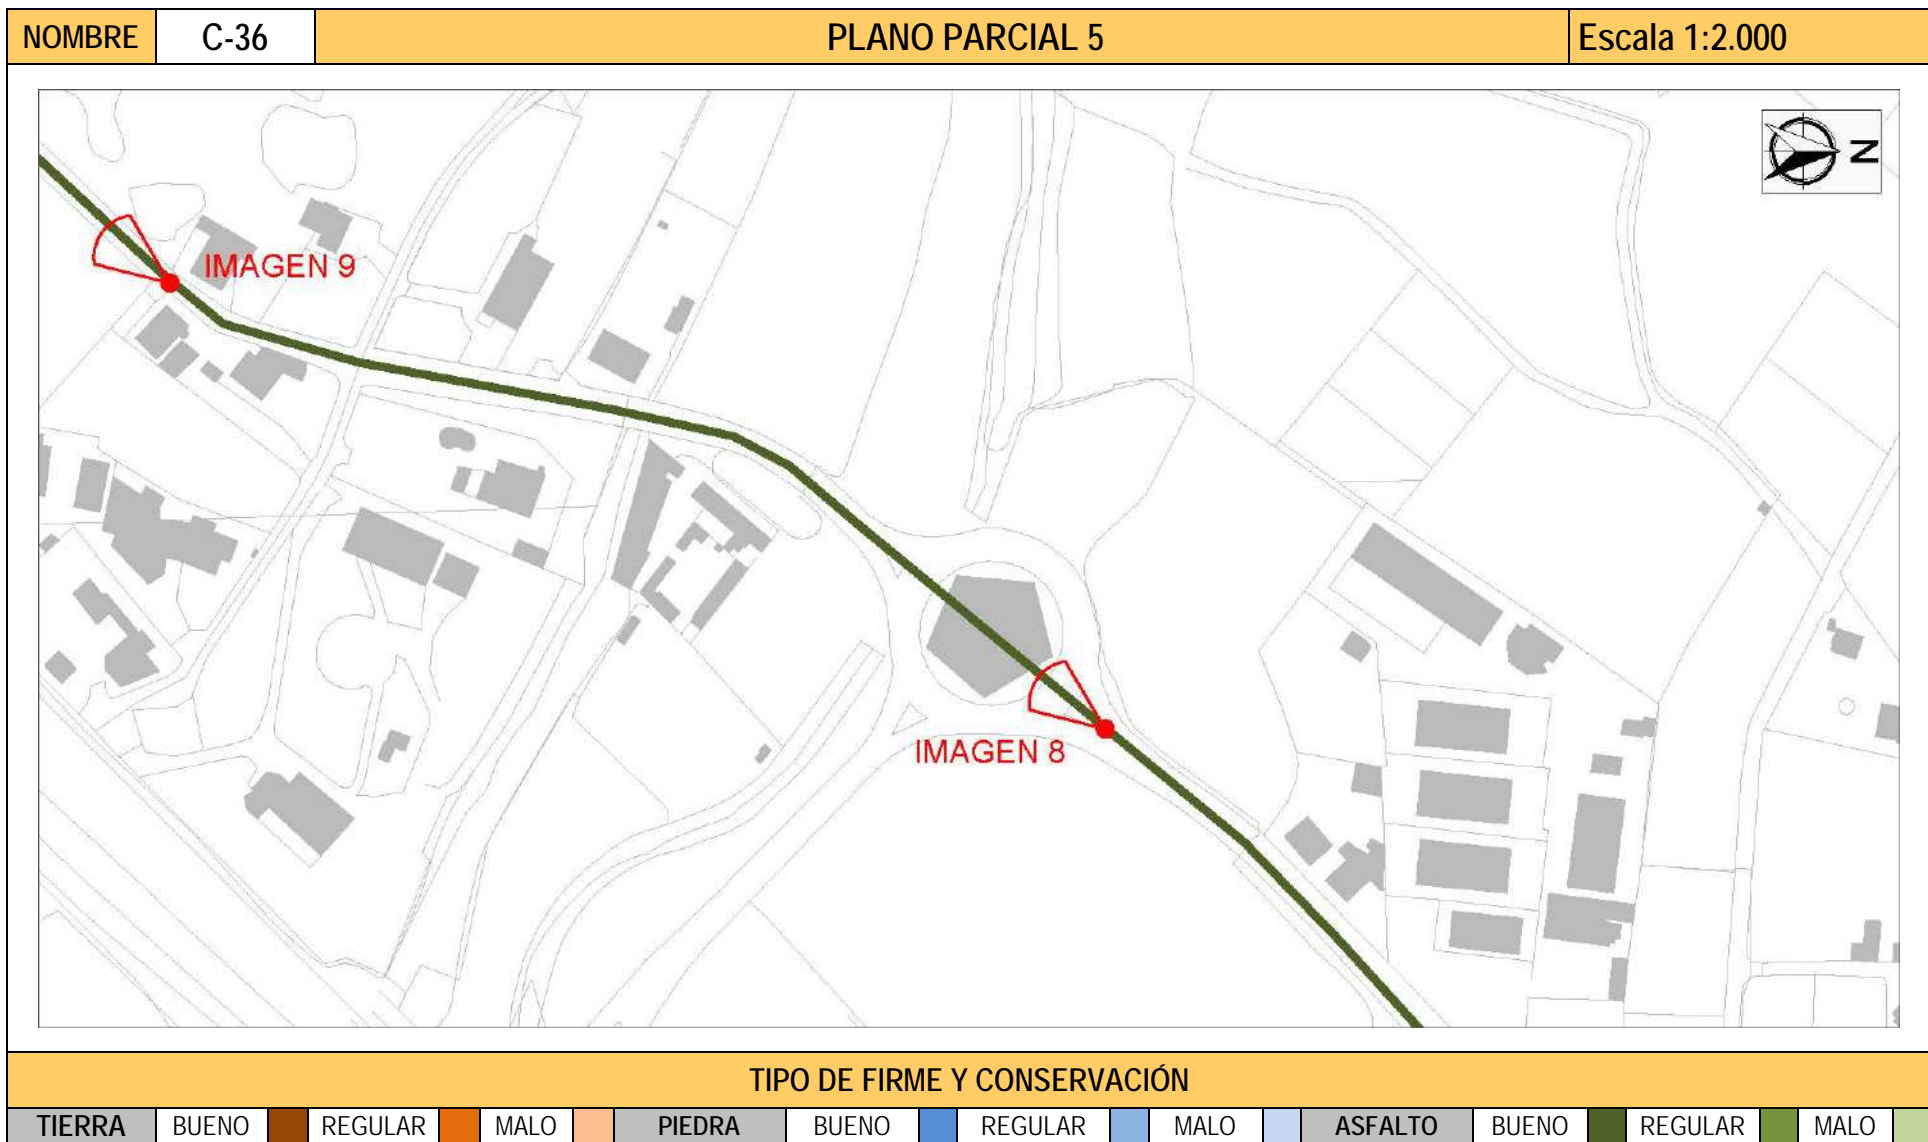 NOMBRE C-36 PLANO PARCIAL 5 Escala 1:2.000
N
IMAGEN 9
IMAGEN 8
TIPO DE FIRME Y CONSERVACIÓN
TIERRA BUENO REGULAR MALO PIEDRA BUENO REGULAR MALO ASFALTO BUENO REGULAR MALO